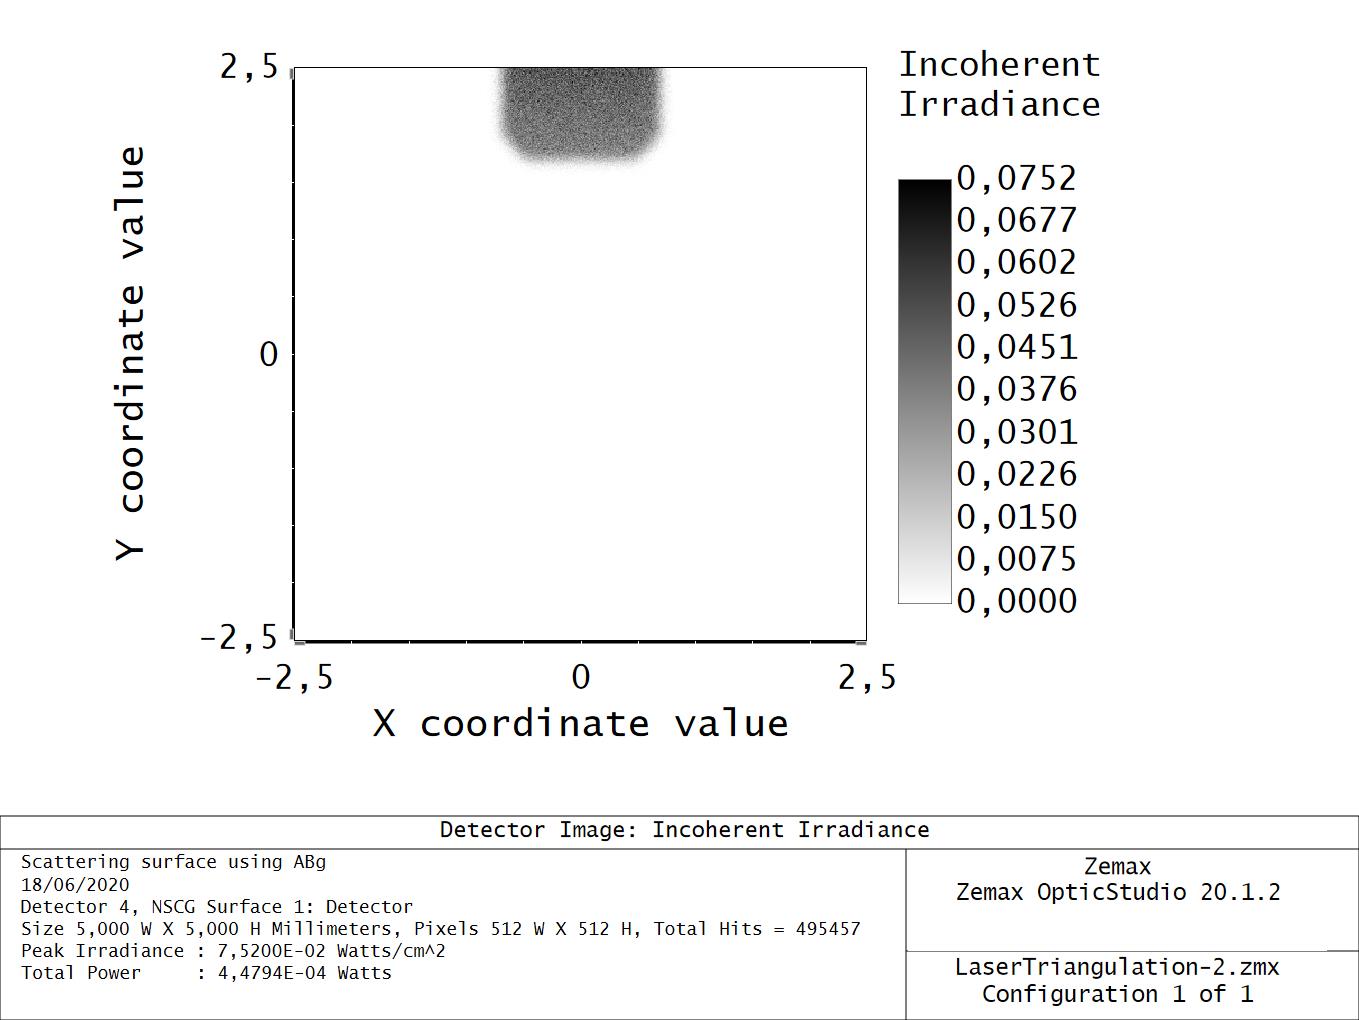 Incoherent
Irradiance
2,5
0
-2,5
Y coordinate value
-2,5 0 2,5
X coordinate value
0,0752
0,0677
0,0602
0,0526
0,0451
0,0376
0,0301
0,0226
0,0150
0,0075
0,0000
Detector Image: Incoherent Irradiance
Scattering surface using ABg
18/06/2020
Detector 4, NSCG Surface 1: Detector
Size 5,000 W X 5,000 H Millimeters, Pixels 512 W X 512 H, Total Hits = 495457
Peak Irradiance : 7,5200E-02 Watts/cm^2
Total Power     : 4,4794E-04 Watts
Zemax
Zemax OpticStudio 20.1.2
LaserTriangulation-2.zmx
Configuration 1 of 1